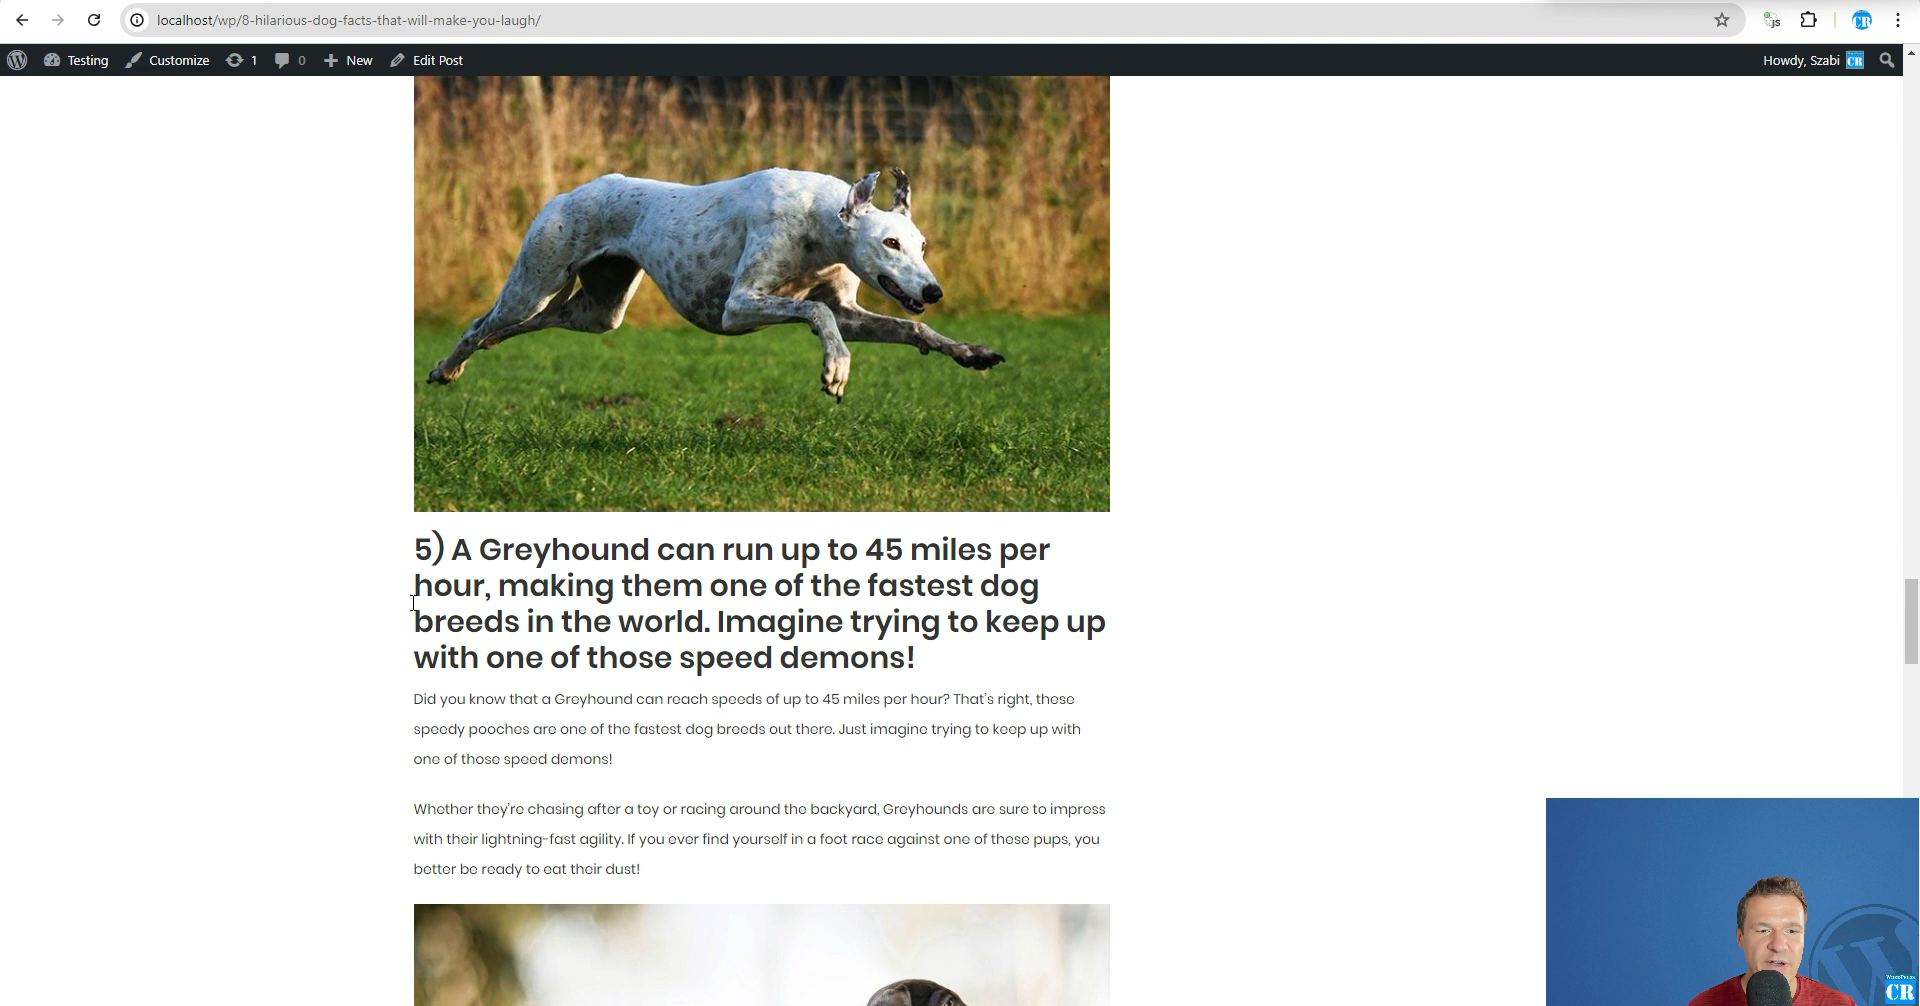 localhost/wp/8-hilarious-dog-facts-that-will-make-you-laugh/
js
CR
Testing Customize 1 0 New Edit Post
Howdy, Szabi CR
5) A Greyhound can run up to 45 miles per
hour, making them one of the fastest dog
breeds in the world. Imagine trying to keep up
with one of those speed demons!
Did you know that a Greyhound can reach speeds of up to 45 miles per hour? That's right, these
speedy pooches are one of the fastest dog breeds out there. Just imagine trying to keep up with
one of those speed demons!
Whether they're chasing after a toy or racing around the backyard, Greyhounds are sure to impress
with their lightning-fast agility. If you ever find yourself in a foot race against one of these pups, you
better be ready to eat their dust!
WORDPRESS
CR